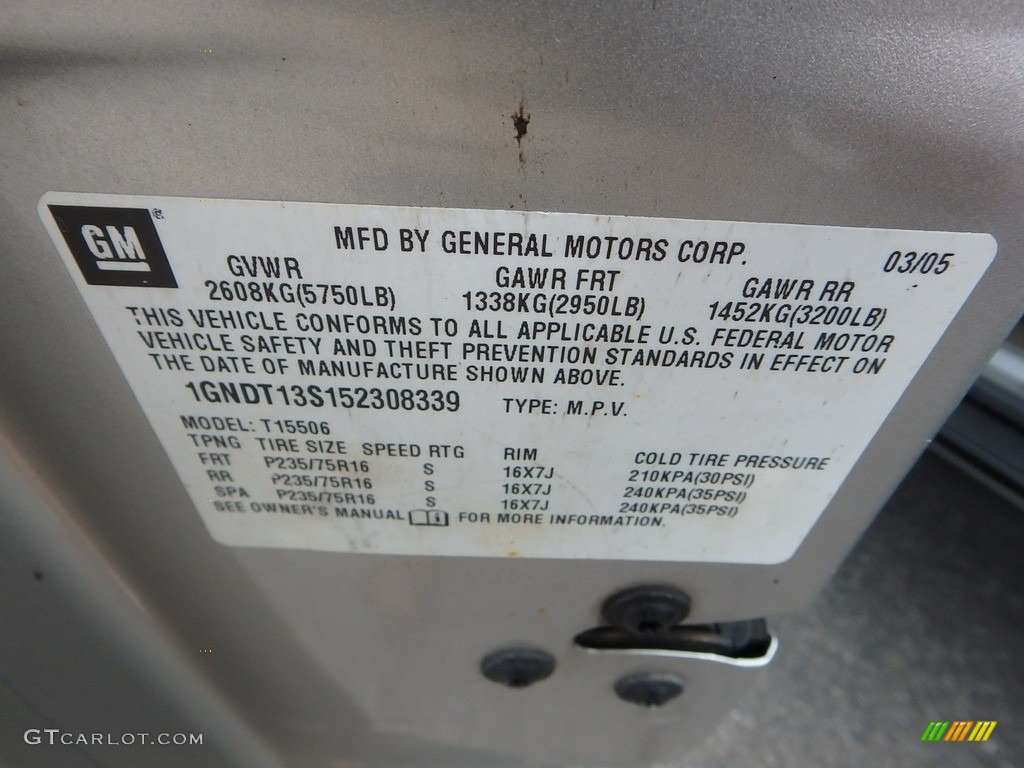 GM
MFD BY GENERAL MOTORS CORP. 03/05
GVWR GAWR FRT GAWR RR
2608KG(5750LB) 1338KG(2950LB) 1452KG(3200LB)
THIS VEHICLE CONFORMS TO ALL APPLICABLE U.S. FEDERAL MOTOR
VEHICLE SAFETY AND THEFT PREVENTION STANDARDS IN EFFECT ON
THE DATE OF MANUFACTURE SHOWN ABOVE.
1GNDT13S152308339 TYPE: M.P.V.
MODEL: T15506
TPNG TIRE SIZE SPEED RTG RIM COLD TIRE PRESSURE
FRT P235/75R16 S 16X7J 210KPA(30PSI)
RR P235/75R16 S 16X7J 240KPA(35PSI)
SPA P235/75R16 S 16X7J 240KPA(35PSI)
SEE OWNER'S MANUAL FOR MORE INFORMATION.
GTCARLOT.COM